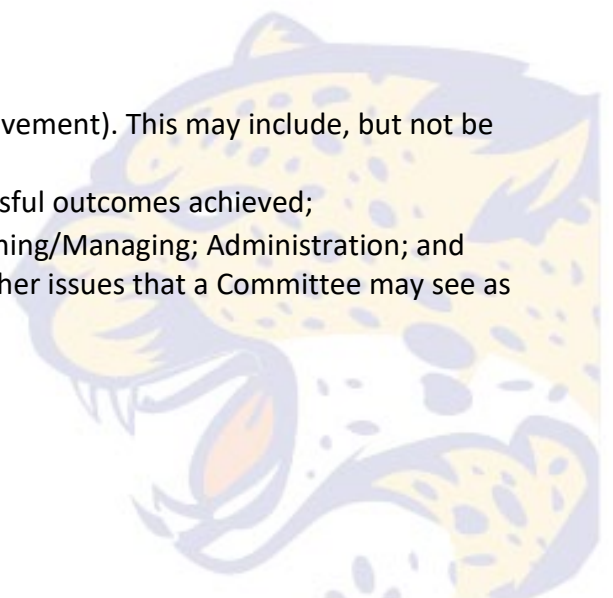 vement). This may include, but not be
sful outcomes achieved;
ning/Managing; Administration; and
her issues that a Committee may see as